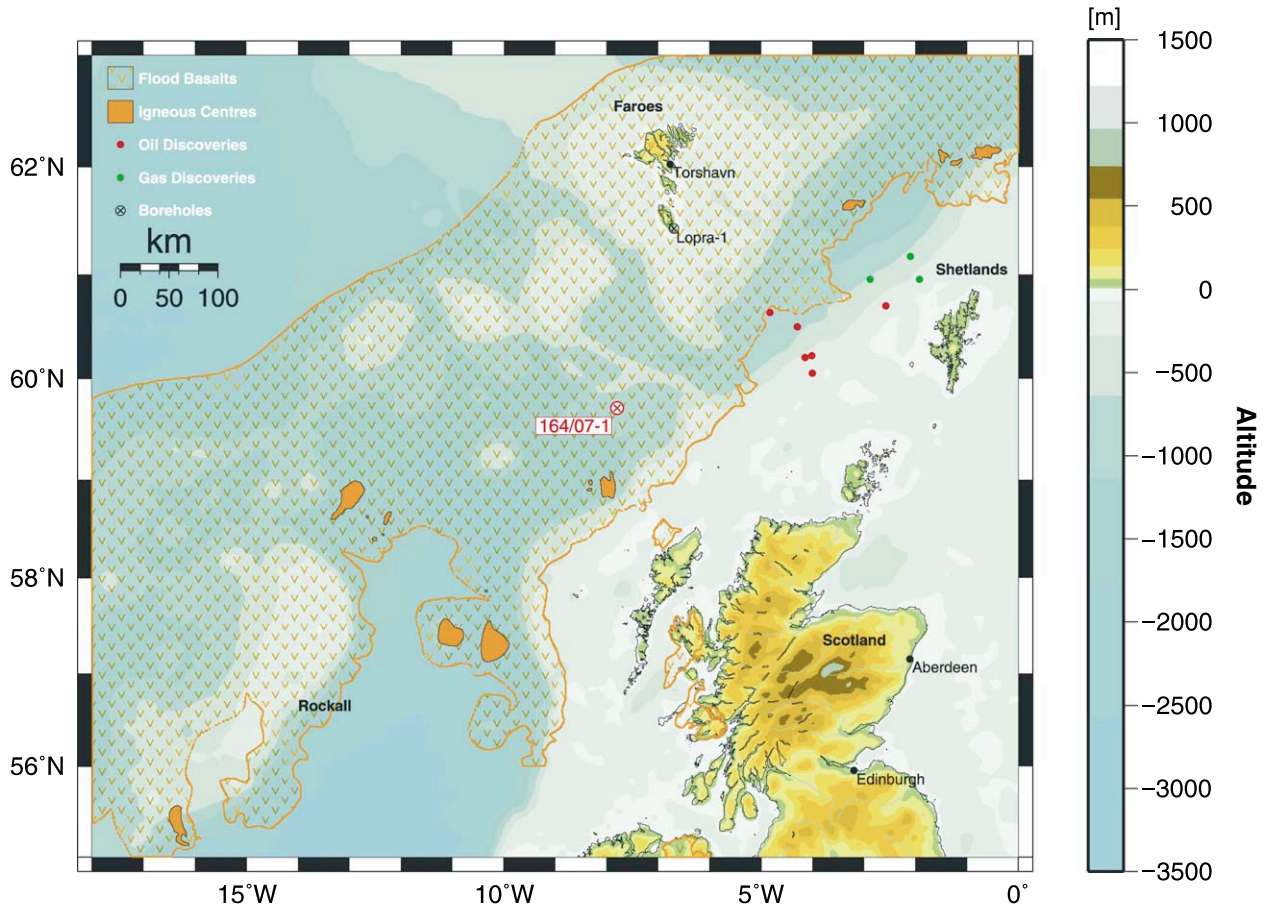 [m]
1500
1000
500
0
−500
−1000
−1500
−2000
−2500
−3000
−3500
Altitude
Flood Basalts
Igneous Centres
Oil Discoveries
Gas Discoveries
Boreholes
km
0 50 100
Faroes
Torshavn
Lopra-1
Shetlands
164/07-1
Scotland
Aberdeen
Rockall
Edinburgh
62°N
60°N
58°N
56°N
15°W 10°W 5°W 0°